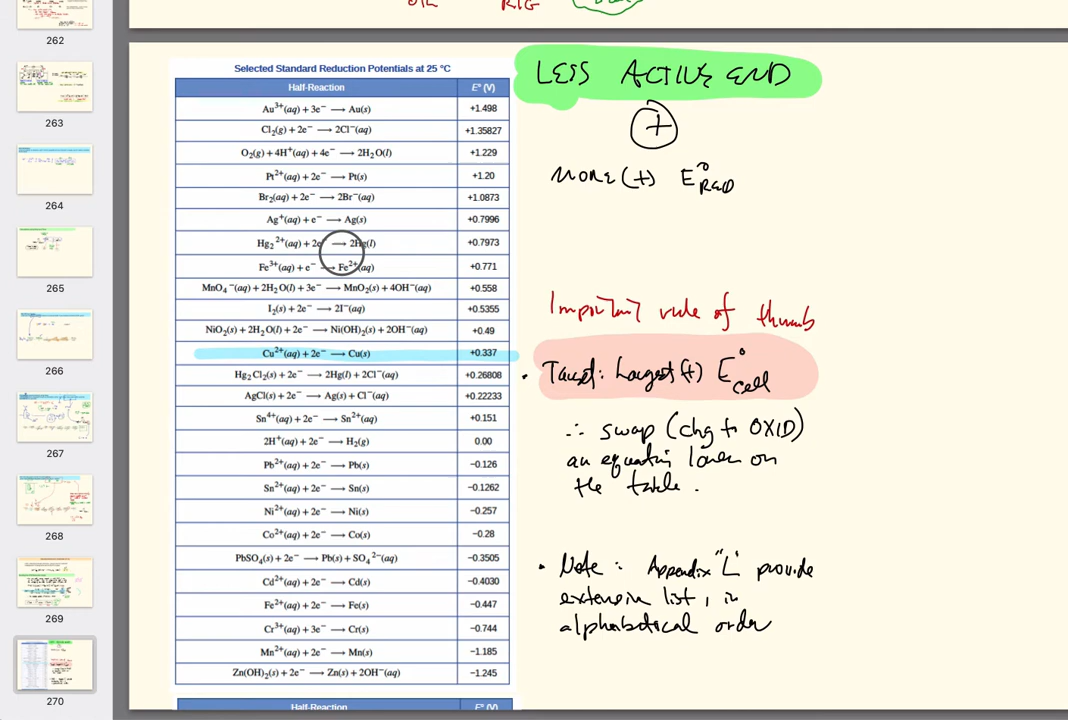 262
263
264
265
266
267
268
269
270
OIL RIG
Selected Standard Reduction Potentials at 25 °C
Half-Reaction E° (V)
Au³⁺(aq) + 3e⁻ ⟶ Au(s) +1.498
Cl₂(g) + 2e⁻ ⟶ 2Cl⁻(aq) +1.35827
O₂(g) + 4H⁺(aq) + 4e⁻ ⟶ 2H₂O(l) +1.229
Pt²⁺(aq) + 2e⁻ ⟶ Pt(s) +1.20
Br₂(aq) + 2e⁻ ⟶ 2Br⁻(aq) +1.0873
Ag⁺(aq) + e⁻ ⟶ Ag(s) +0.7996
Hg₂²⁺(aq) + 2e⁻ ⟶ 2Hg(l) +0.7973
Fe³⁺(aq) + e⁻ ⟶ Fe²⁺(aq) +0.771
MnO₄⁻(aq) + 2H₂O(l) + 3e⁻ ⟶ MnO₂(s) + 4OH⁻(aq) +0.558
I₂(s) + 2e⁻ ⟶ 2I⁻(aq) +0.5355
NiO₂(s) + 2H₂O(l) + 2e⁻ ⟶ Ni(OH)₂(s) + 2OH⁻(aq) +0.49
Cu²⁺(aq) + 2e⁻ ⟶ Cu(s) +0.337
Hg₂Cl₂(s) + 2e⁻ ⟶ 2Hg(l) + 2Cl⁻(aq) +0.26808
AgCl(s) + 2e⁻ ⟶ Ag(s) + Cl⁻(aq) +0.22233
Sn⁴⁺(aq) + 2e⁻ ⟶ Sn²⁺(aq) +0.151
2H⁺(aq) + 2e⁻ ⟶ H₂(g) 0.00
Pb²⁺(aq) + 2e⁻ ⟶ Pb(s) −0.126
Sn²⁺(aq) + 2e⁻ ⟶ Sn(s) −0.1262
Ni²⁺(aq) + 2e⁻ ⟶ Ni(s) −0.257
Co²⁺(aq) + 2e⁻ ⟶ Co(s) −0.28
PbSO₄(s) + 2e⁻ ⟶ Pb(s) + SO₄²⁻(aq) −0.3505
Cd²⁺(aq) + 2e⁻ ⟶ Cd(s) −0.4030
Fe²⁺(aq) + 2e⁻ ⟶ Fe(s) −0.447
Cr³⁺(aq) + 3e⁻ ⟶ Cr(s) −0.744
Mn²⁺(aq) + 2e⁻ ⟶ Mn(s) −1.185
Zn(OH)₂(s) + 2e⁻ ⟶ Zn(s) + 2OH⁻(aq) −1.245
Half-Reaction E° (V)
LESS ACTIVE END
+
MORE (+) E°RED
Important rule of thumb
• Target: Largest (+) E°cell
∴ swap (chg to OXID)
an equation lower on
the table.
• Note: Appendix "L" provide
extensive list, in
alphabetical order